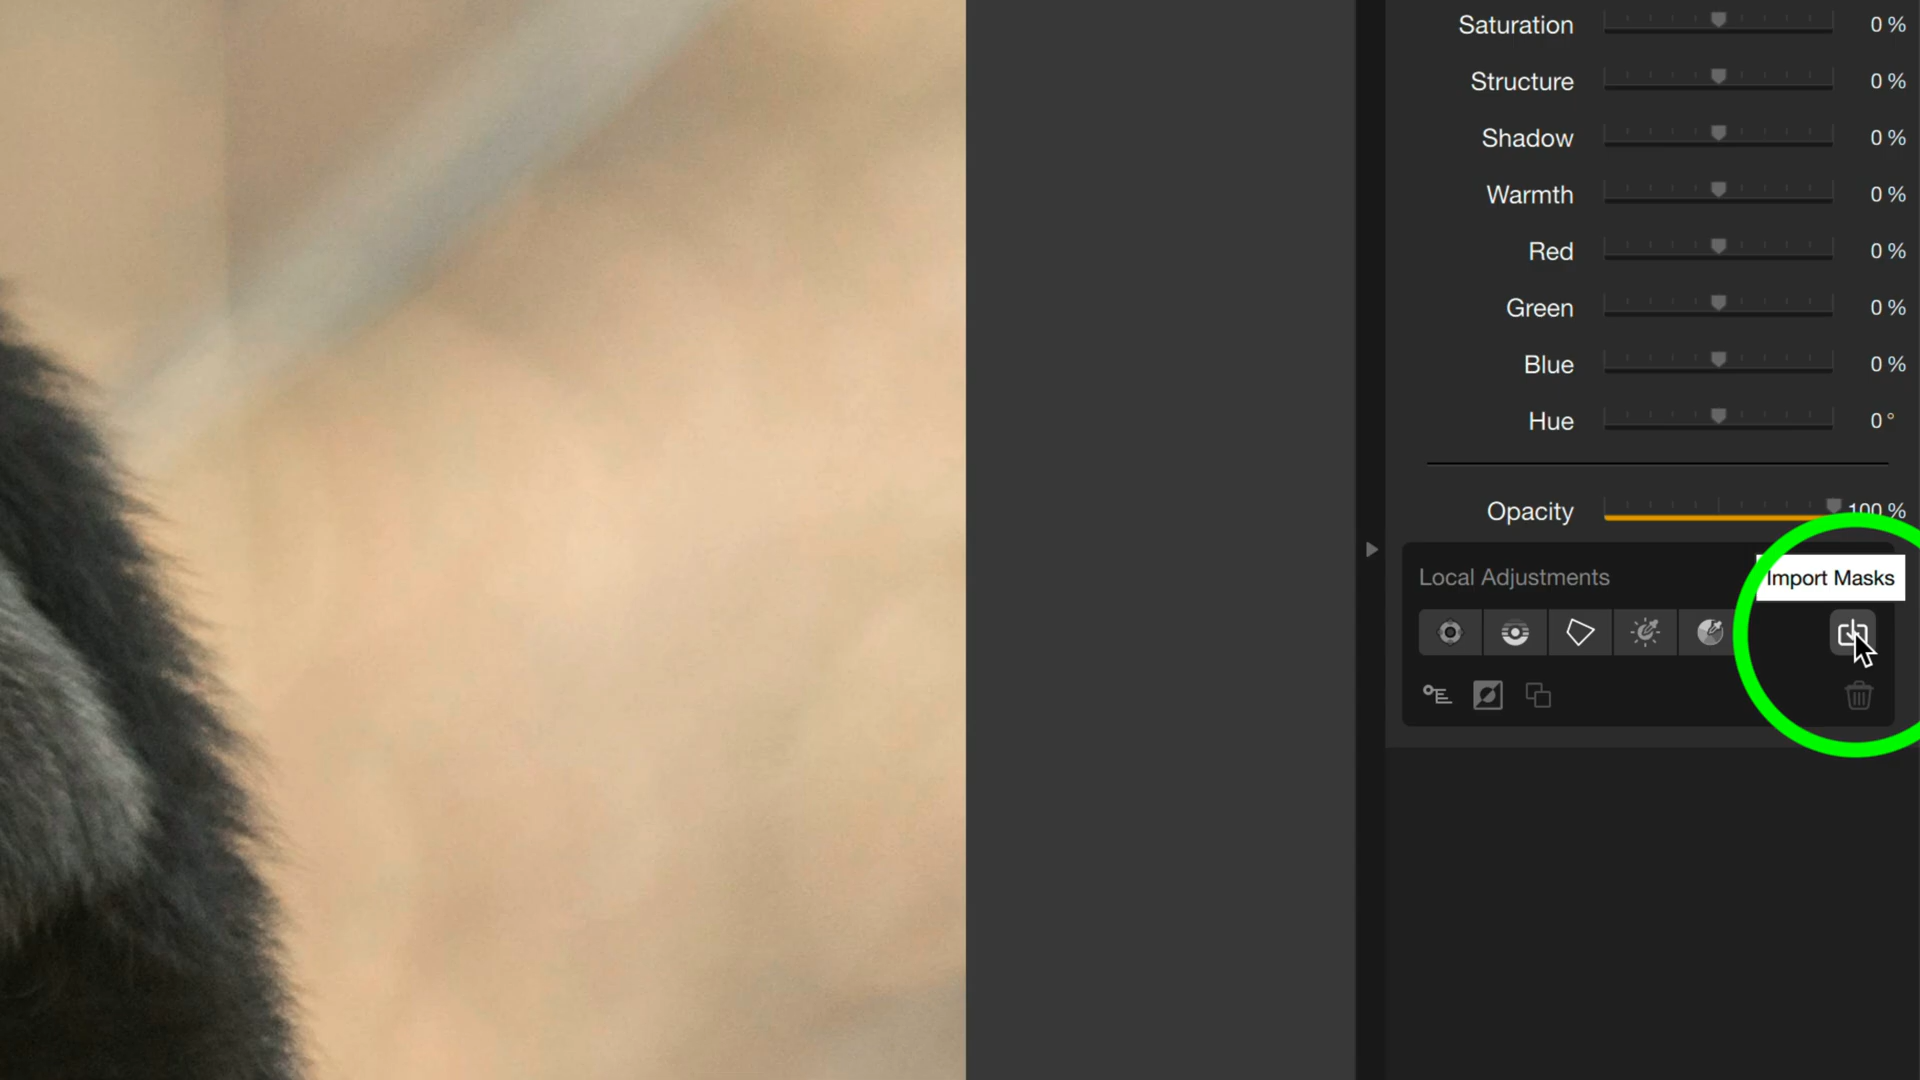 Saturation 0 %
Structure 0 %
Shadow 0 %
Warmth 0 %
Red 0 %
Green 0 %
Blue 0 %
Hue 0 °
Opacity 100 %
Local Adjustments
Import Masks